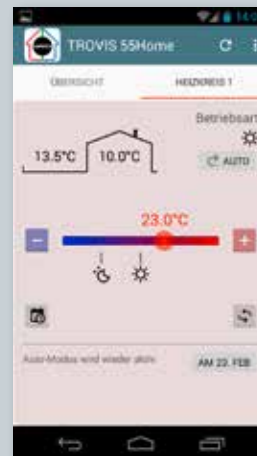 TROVIS 55Home
ÜBERSICHT
HEIZKREIS 1
Betriebsart
AUTO
13.5°C
10.0°C
23.0°C
−
+
Auto-Modus wird wieder aktiv:
AM 22. FEB